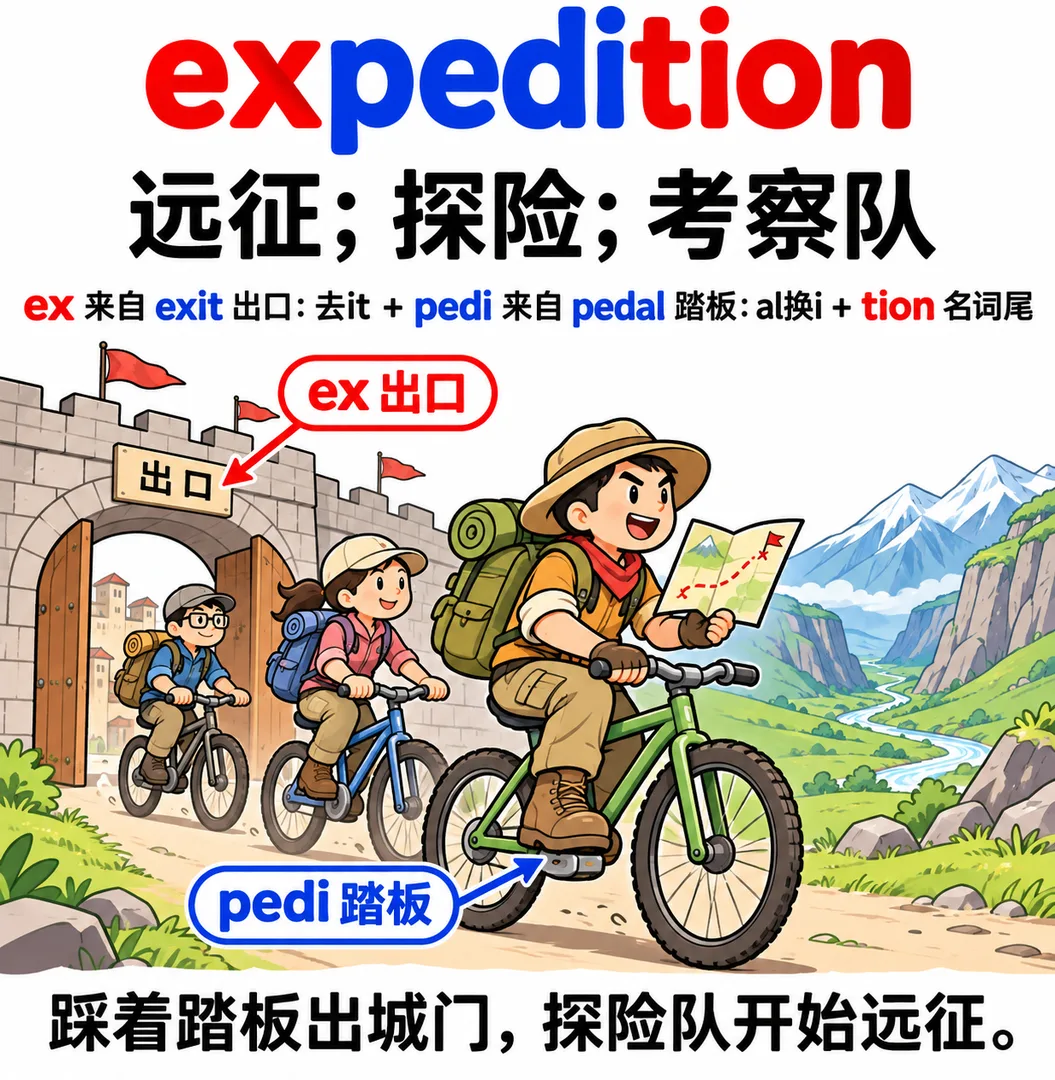 expedition
远征；探险；考察队
ex 来自 exit 出口：去it + pedi 来自 pedal 踏板：al换i + tion 名词尾
ex 出口
出口
pedi 踏板
踩着踏板出城门，探险队开始远征。